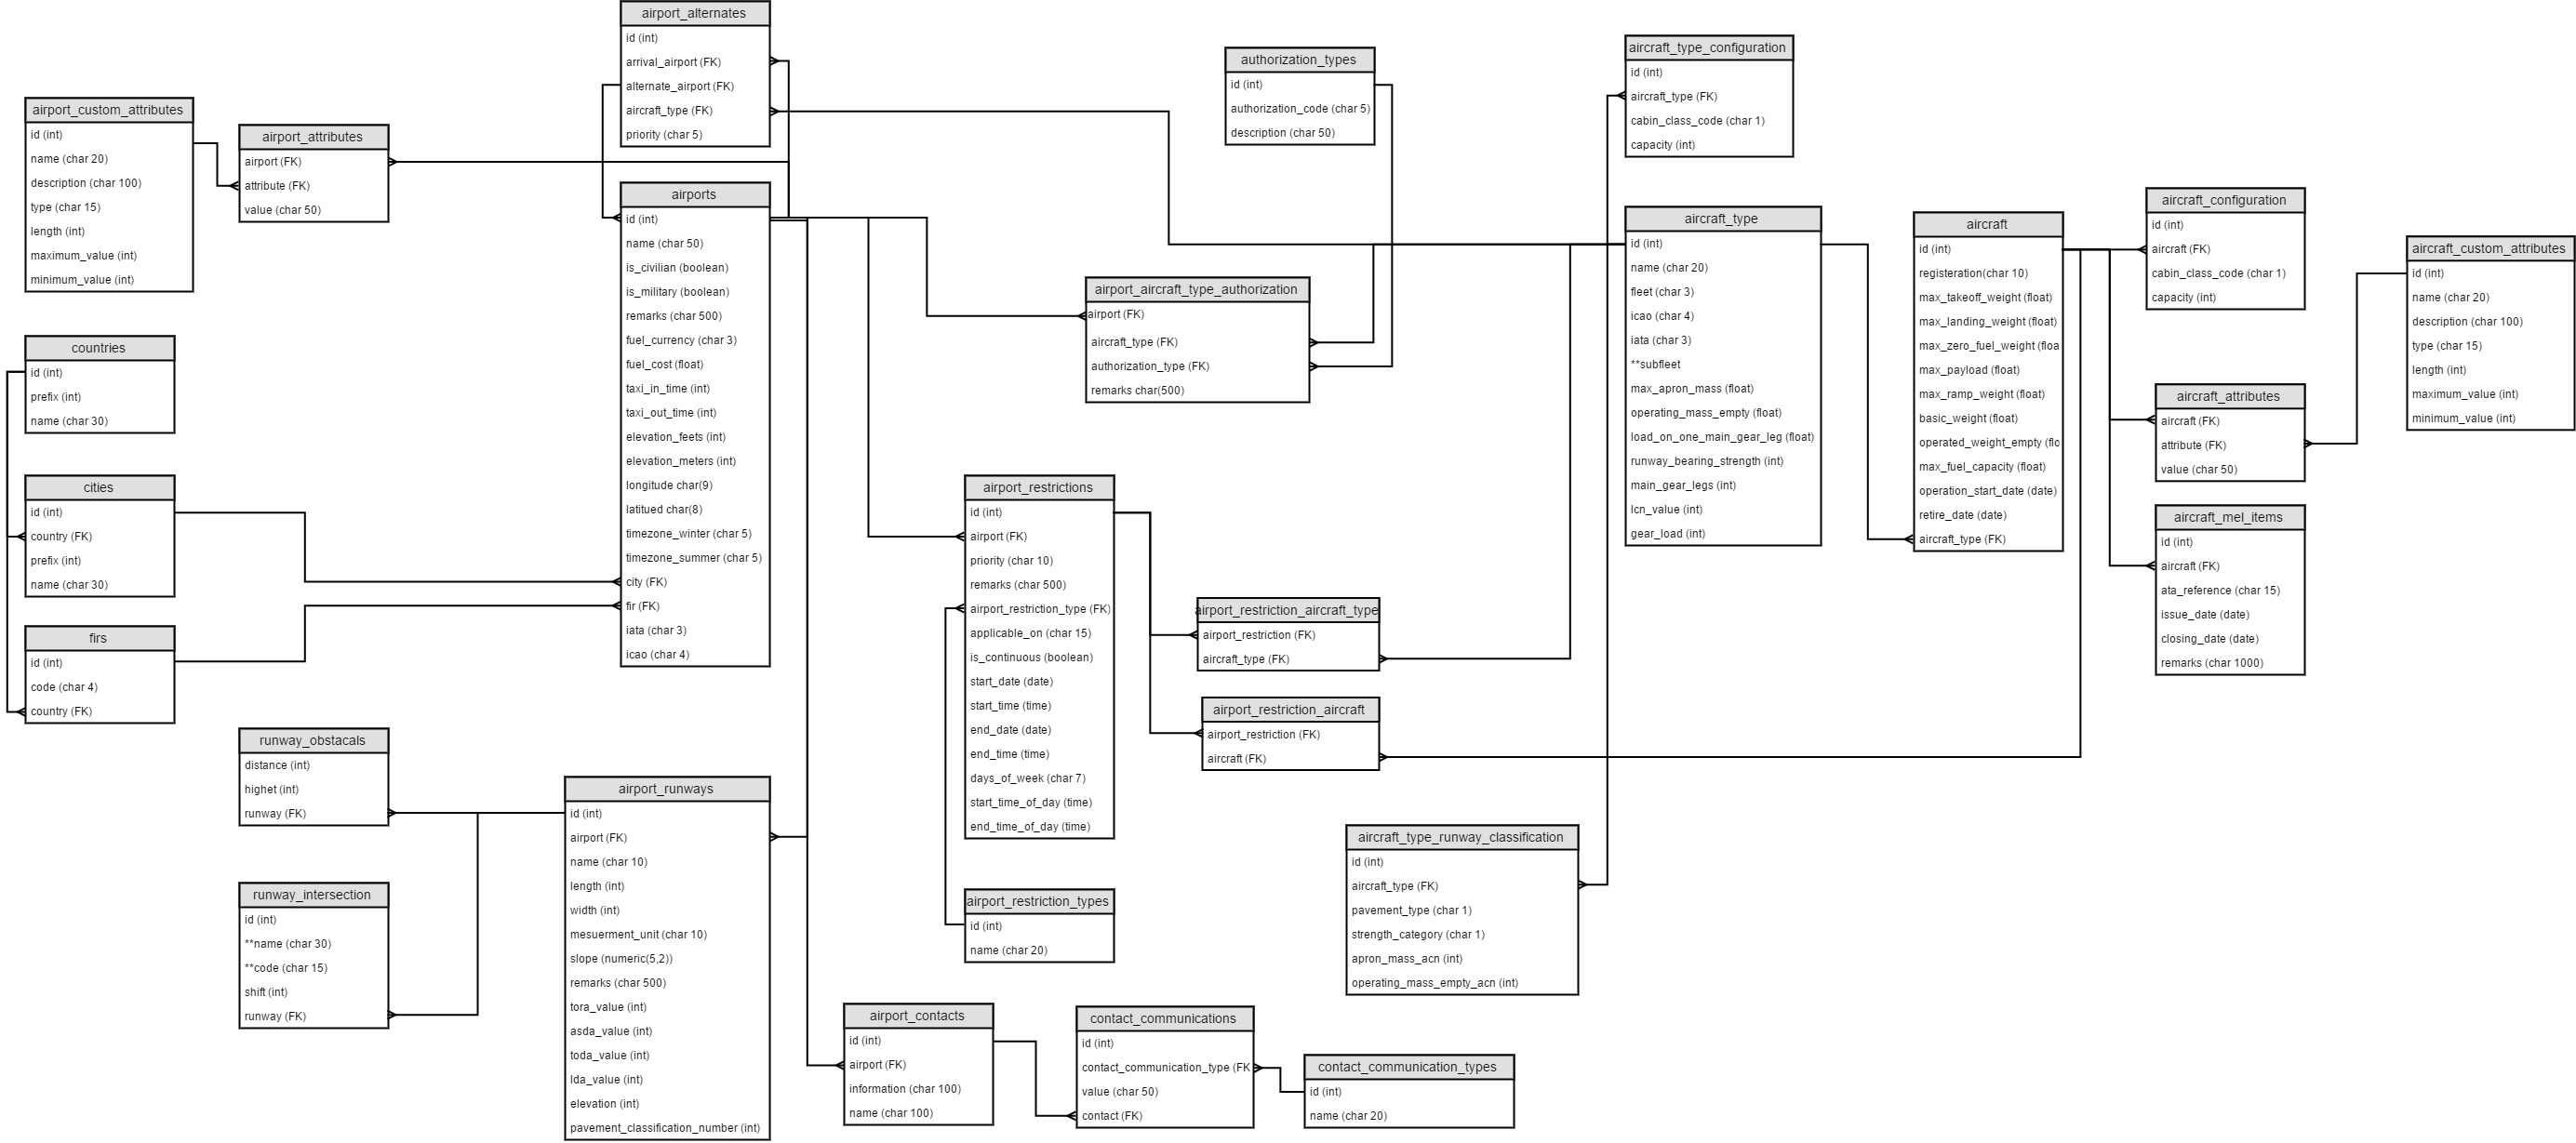 airport_alternates
id (int)
arrival_airport (FK)
alternate_airport (FK)
aircraft_type (FK)
priority (char 5)
airport_custom_attributes
id (int)
name (char 20)
description (char 100)
type (char 15)
length (int)
maximum_value (int)
minimum_value (int)
airport_attributes
airport (FK)
attribute (FK)
value (char 50)
airports
id (int)
name (char 50)
is_civilian (boolean)
is_military (boolean)
remarks (char 500)
fuel_currency (char 3)
fuel_cost (float)
taxi_in_time (int)
taxi_out_time (int)
elevation_feets (int)
elevation_meters (int)
longitude char(9)
latitued char(8)
timezone_winter (char 5)
timezone_summer (char 5)
city (FK)
fir (FK)
iata (char 3)
icao (char 4)
countries
id (int)
prefix (int)
name (char 30)
cities
id (int)
country (FK)
prefix (int)
name (char 30)
firs
id (int)
code (char 4)
country (FK)
runway_obstacals
distance (int)
highet (int)
runway (FK)
runway_intersection
id (int)
**name (char 30)
**code (char 15)
shift (int)
runway (FK)
airport_runways
id (int)
airport (FK)
name (char 10)
length (int)
width (int)
mesuerment_unit (char 10)
slope (numeric(5,2))
remarks (char 500)
tora_value (int)
asda_value (int)
toda_value (int)
lda_value (int)
elevation (int)
pavement_classification_number (int)
authorization_types
id (int)
authorization_code (char 5)
description (char 50)
airport_aircraft_type_authorization
airport (FK)
aircraft_type (FK)
authorization_type (FK)
remarks char(500)
airport_restrictions
id (int)
airport (FK)
priority (char 10)
remarks (char 500)
airport_restriction_type (FK)
applicable_on (char 15)
is_continuous (boolean)
start_date (date)
start_time (time)
end_date (date)
end_time (time)
days_of_week (char 7)
start_time_of_day (time)
end_time_of_day (time)
airport_restriction_types
id (int)
name (char 20)
airport_restriction_aircraft_type
airport_restriction (FK)
aircraft_type (FK)
airport_restriction_aircraft
airport_restriction (FK)
aircraft (FK)
airport_contacts
id (int)
airport (FK)
information (char 100)
name (char 100)
contact_communications
id (int)
contact_communication_type (FK
value (char 50)
contact (FK)
contact_communication_types
id (int)
name (char 20)
aircraft_type_configuration
id (int)
aircraft_type (FK)
cabin_class_code (char 1)
capacity (int)
aircraft_type
id (int)
name (char 20)
fleet (char 3)
icao (char 4)
iata (char 3)
**subfleet
max_apron_mass (float)
operating_mass_empty (float)
load_on_one_main_gear_leg (float)
runway_bearing_strength (int)
main_gear_legs (int)
lcn_value (int)
gear_load (int)
aircraft_type_runway_classification
id (int)
aircraft_type (FK)
pavement_type (char 1)
strength_category (char 1)
apron_mass_acn (int)
operating_mass_empty_acn (int)
aircraft
id (int)
registeration(char 10)
max_takeoff_weight (float)
max_landing_weight (float)
max_zero_fuel_weight (floa
max_payload (float)
max_ramp_weight (float)
basic_weight (float)
operated_weight_empty (flo
max_fuel_capacity (float)
operation_start_date (date)
retire_date (date)
aircraft_type (FK)
aircraft_configuration
id (int)
aircraft (FK)
cabin_class_code (char 1)
capacity (int)
aircraft_attributes
aircraft (FK)
attribute (FK)
value (char 50)
aircraft_mel_items
id (int)
aircraft (FK)
ata_reference (char 15)
issue_date (date)
closing_date (date)
remarks (char 1000)
aircraft_custom_attributes
id (int)
name (char 20)
description (char 100)
type (char 15)
length (int)
maximum_value (int)
minimum_value (int)